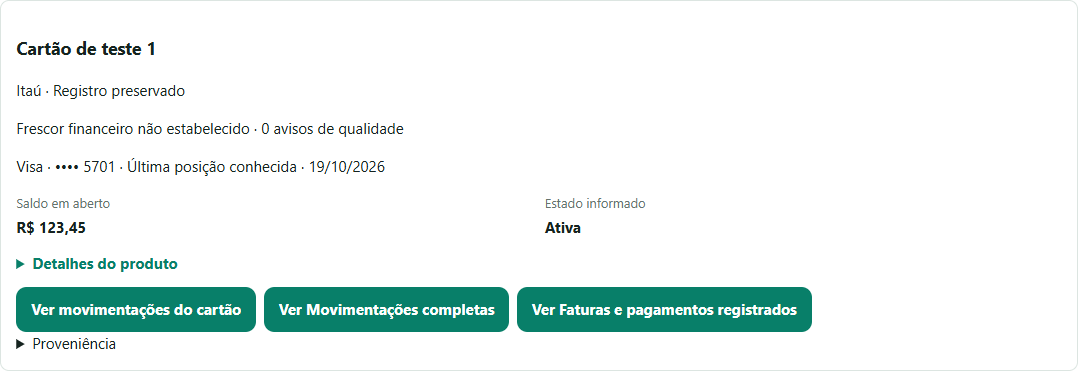 Cartão de teste 1
Itaú · Registro preservado
Frescor financeiro não estabelecido · 0 avisos de qualidade
Visa · •••• 5701 · Última posição conhecida · 19/10/2026
Saldo em aberto
Estado informado
R$ 123,45
Ativa
Detalhes do produto
Ver movimentações do cartão
Ver Movimentações completas
Ver Faturas e pagamentos registrados
Proveniência